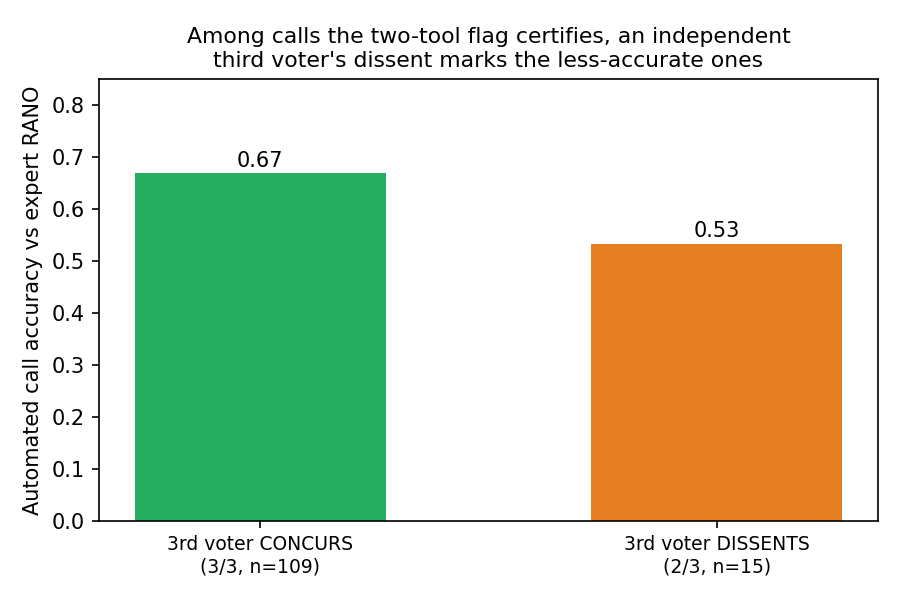 Among calls the two-tool flag certifies, an independent
third voter's dissent marks the less-accurate ones
Automated call accuracy vs expert RANO
0.8
0.7
0.6
0.5
0.4
0.3
0.2
0.1
0.0
0.67
0.53
3rd voter CONCURS
(3/3, n=109)
3rd voter DISSENTS
(2/3, n=15)